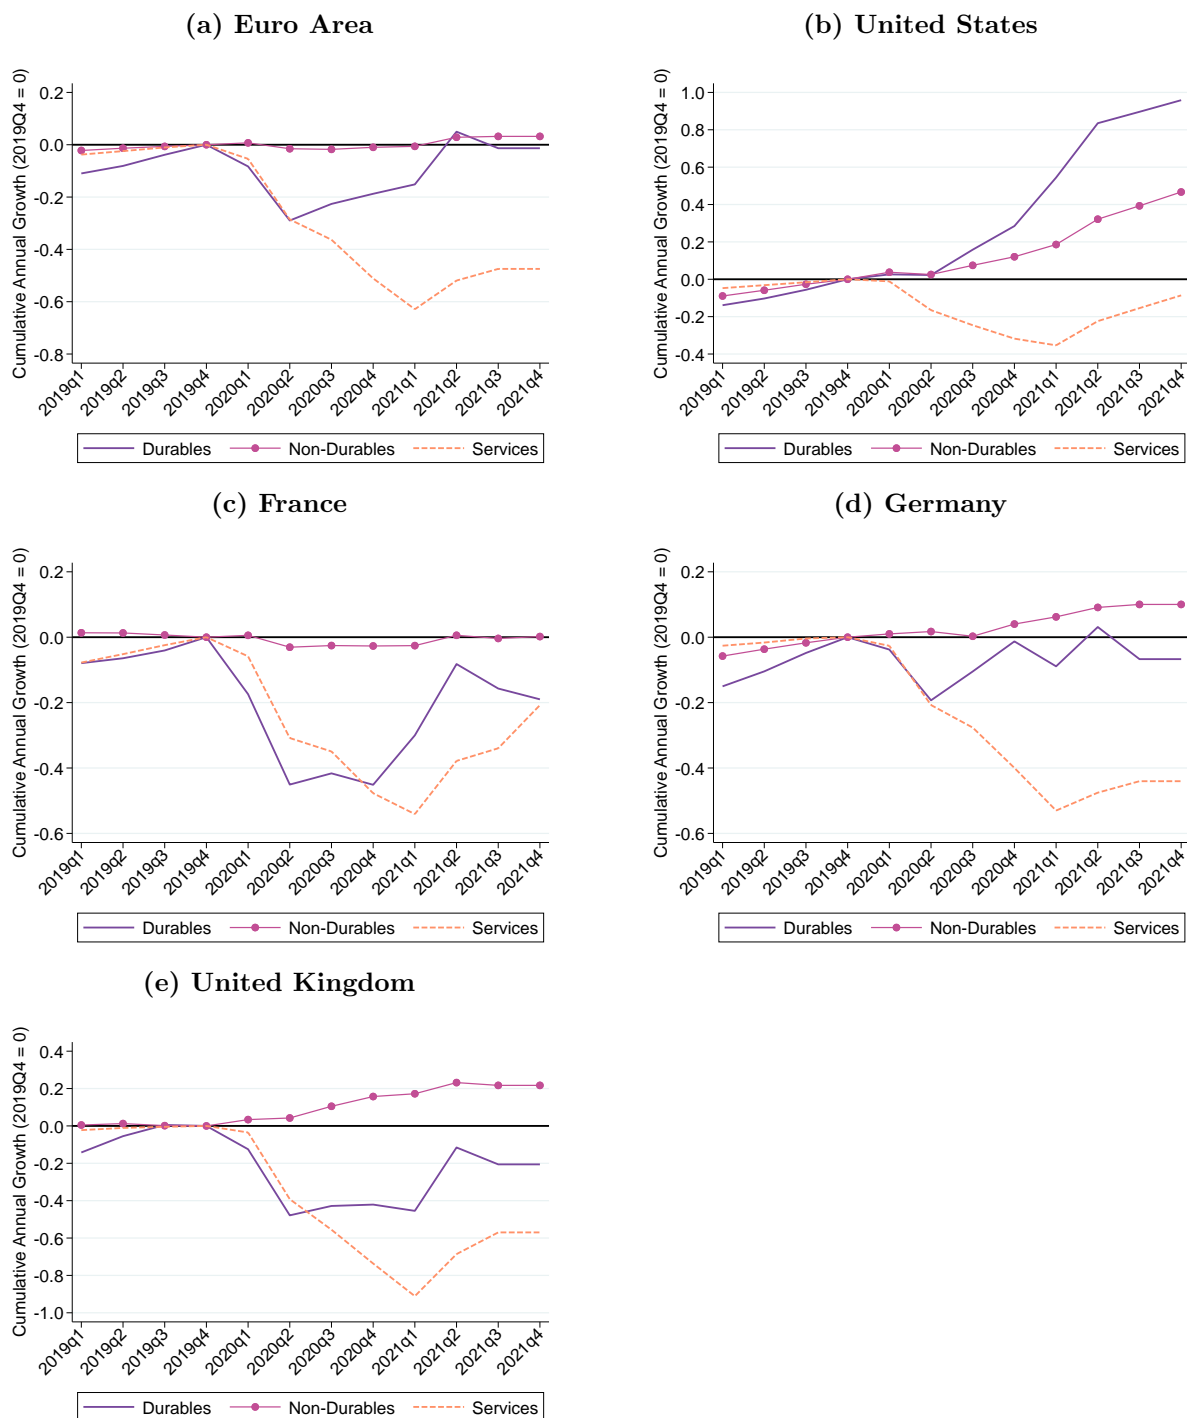 (a) Euro Area
Cumulative Annual Growth (2019Q4 = 0)
0.2
0.0
-0.2
-0.4
-0.6
-0.8
2019q1
2019q2
2019q3
2019q4
2020q1
2020q2
2020q3
2020q4
2021q1
2021q2
2021q3
2021q4
Durables Non-Durables Services
(b) United States
Cumulative Annual Growth (2019Q4 = 0)
1.0
0.8
0.6
0.4
0.2
0.0
-0.2
-0.4
2019q1
2019q2
2019q3
2019q4
2020q1
2020q2
2020q3
2020q4
2021q1
2021q2
2021q3
2021q4
Durables Non-Durables Services
(c) France
Cumulative Annual Growth (2019Q4 = 0)
0.2
0.0
-0.2
-0.4
-0.6
2019q1
2019q2
2019q3
2019q4
2020q1
2020q2
2020q3
2020q4
2021q1
2021q2
2021q3
2021q4
Durables Non-Durables Services
(d) Germany
Cumulative Annual Growth (2019Q4 = 0)
0.2
0.0
-0.2
-0.4
-0.6
2019q1
2019q2
2019q3
2019q4
2020q1
2020q2
2020q3
2020q4
2021q1
2021q2
2021q3
2021q4
Durables Non-Durables Services
(e) United Kingdom
Cumulative Annual Growth (2019Q4 = 0)
0.4
0.2
0.0
-0.2
-0.4
-0.6
-0.8
-1.0
2019q1
2019q2
2019q3
2019q4
2020q1
2020q2
2020q3
2020q4
2021q1
2021q2
2021q3
2021q4
Durables Non-Durables Services